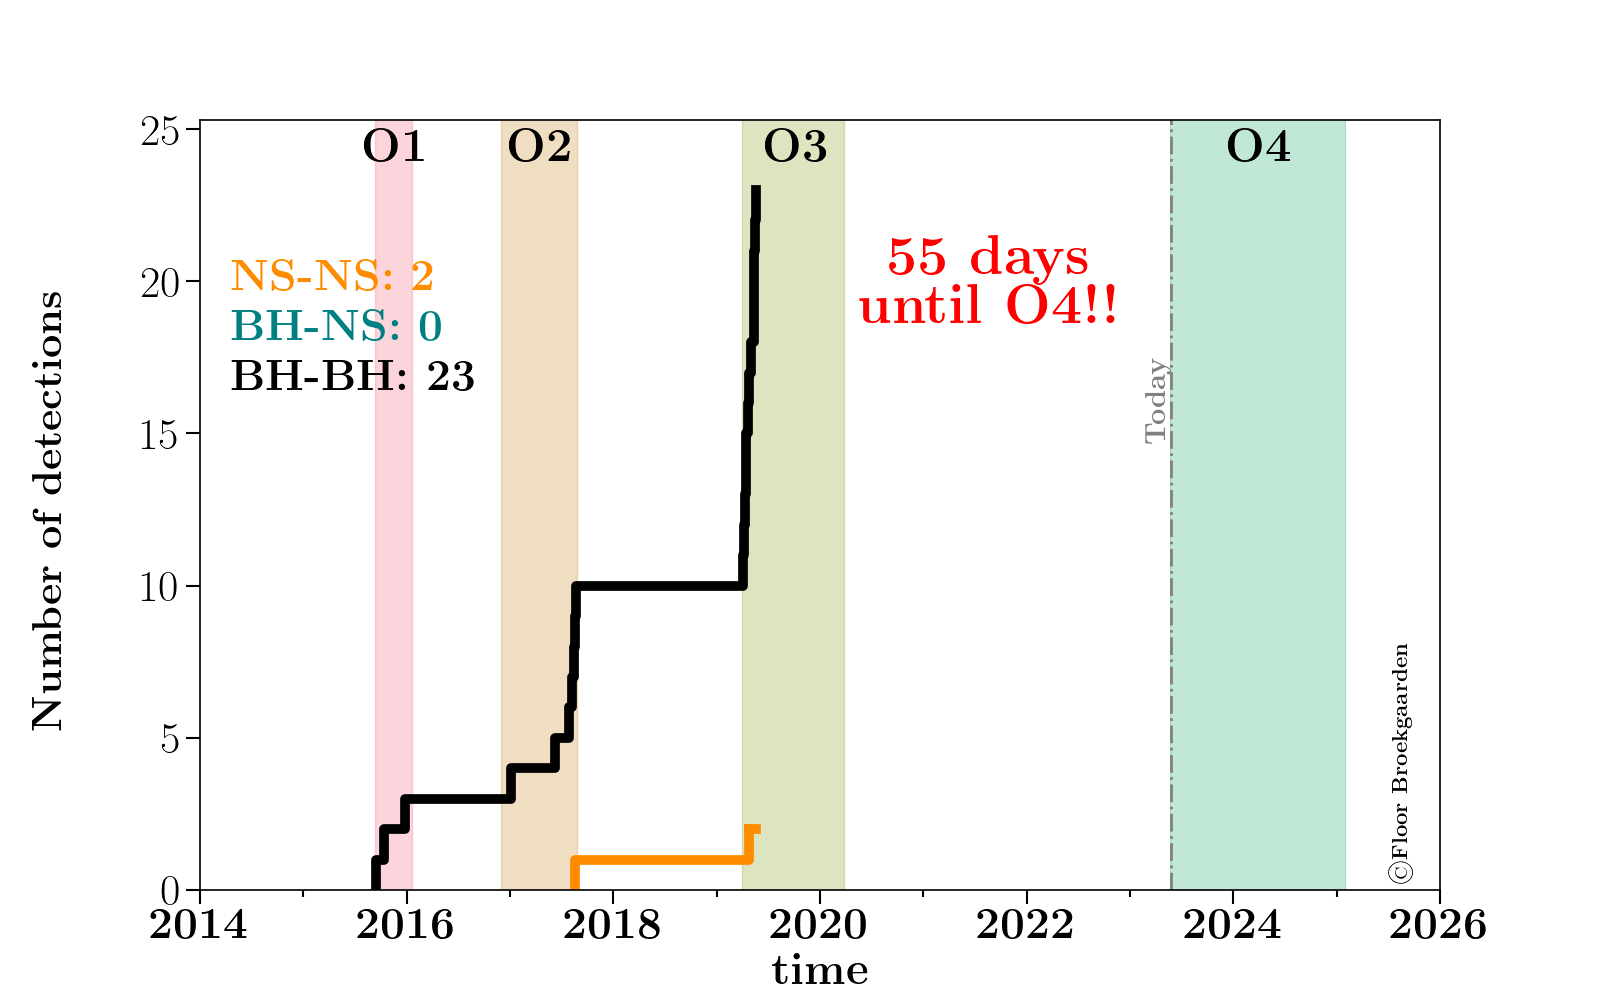 O1
O2
O3
O4
NS-NS: 2
BH-NS: 0
BH-BH: 23
55 days
until O4!!
Today
©Floor Broekgaarden
Number of detections
25
20
15
10
5
0
2014
2016
2018
2020
2022
2024
2026
time